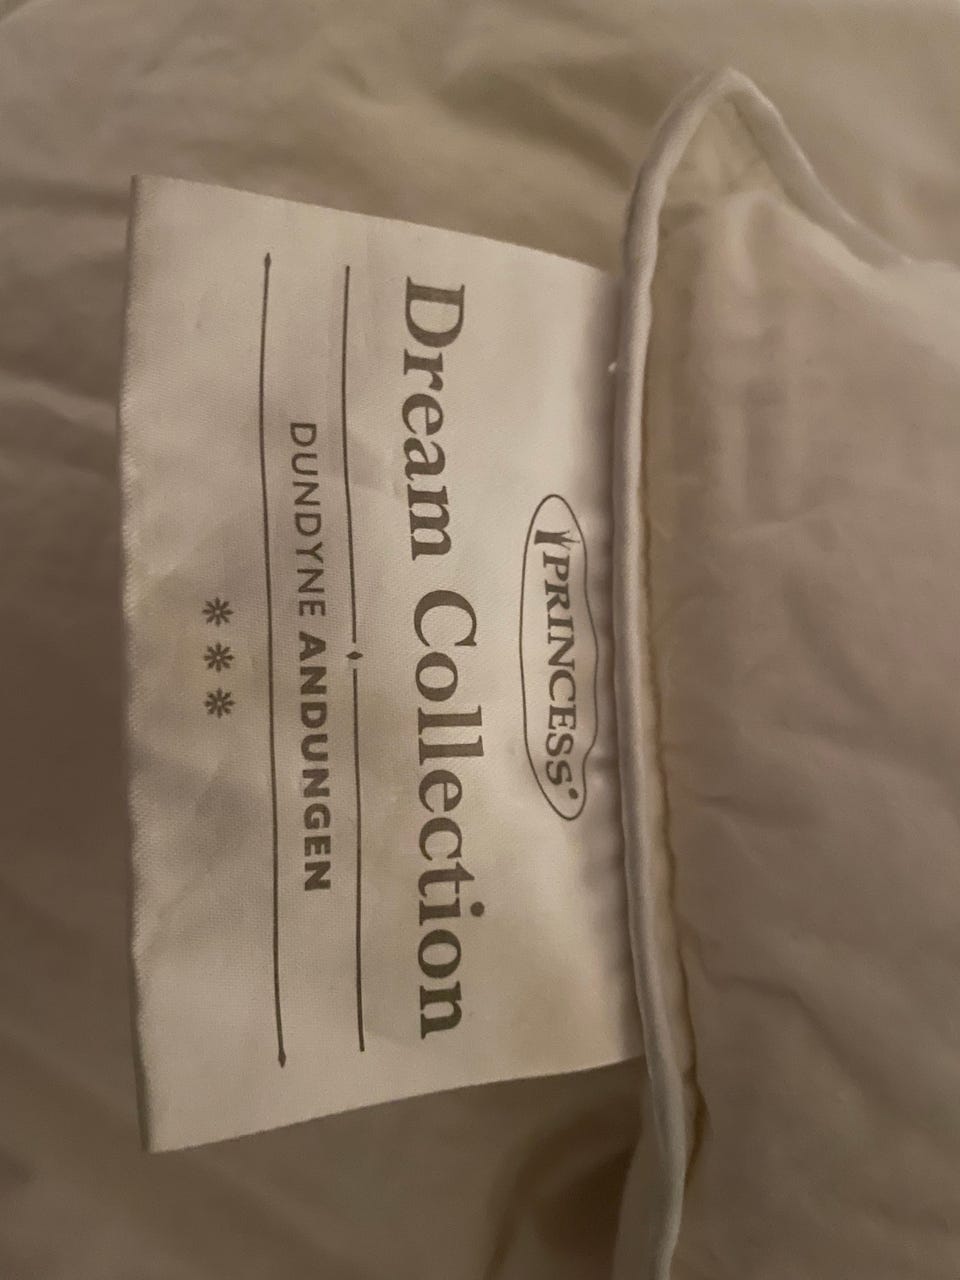 PRINCESS®
Dream Collection
DUNDYNE ANDUNGEN
***